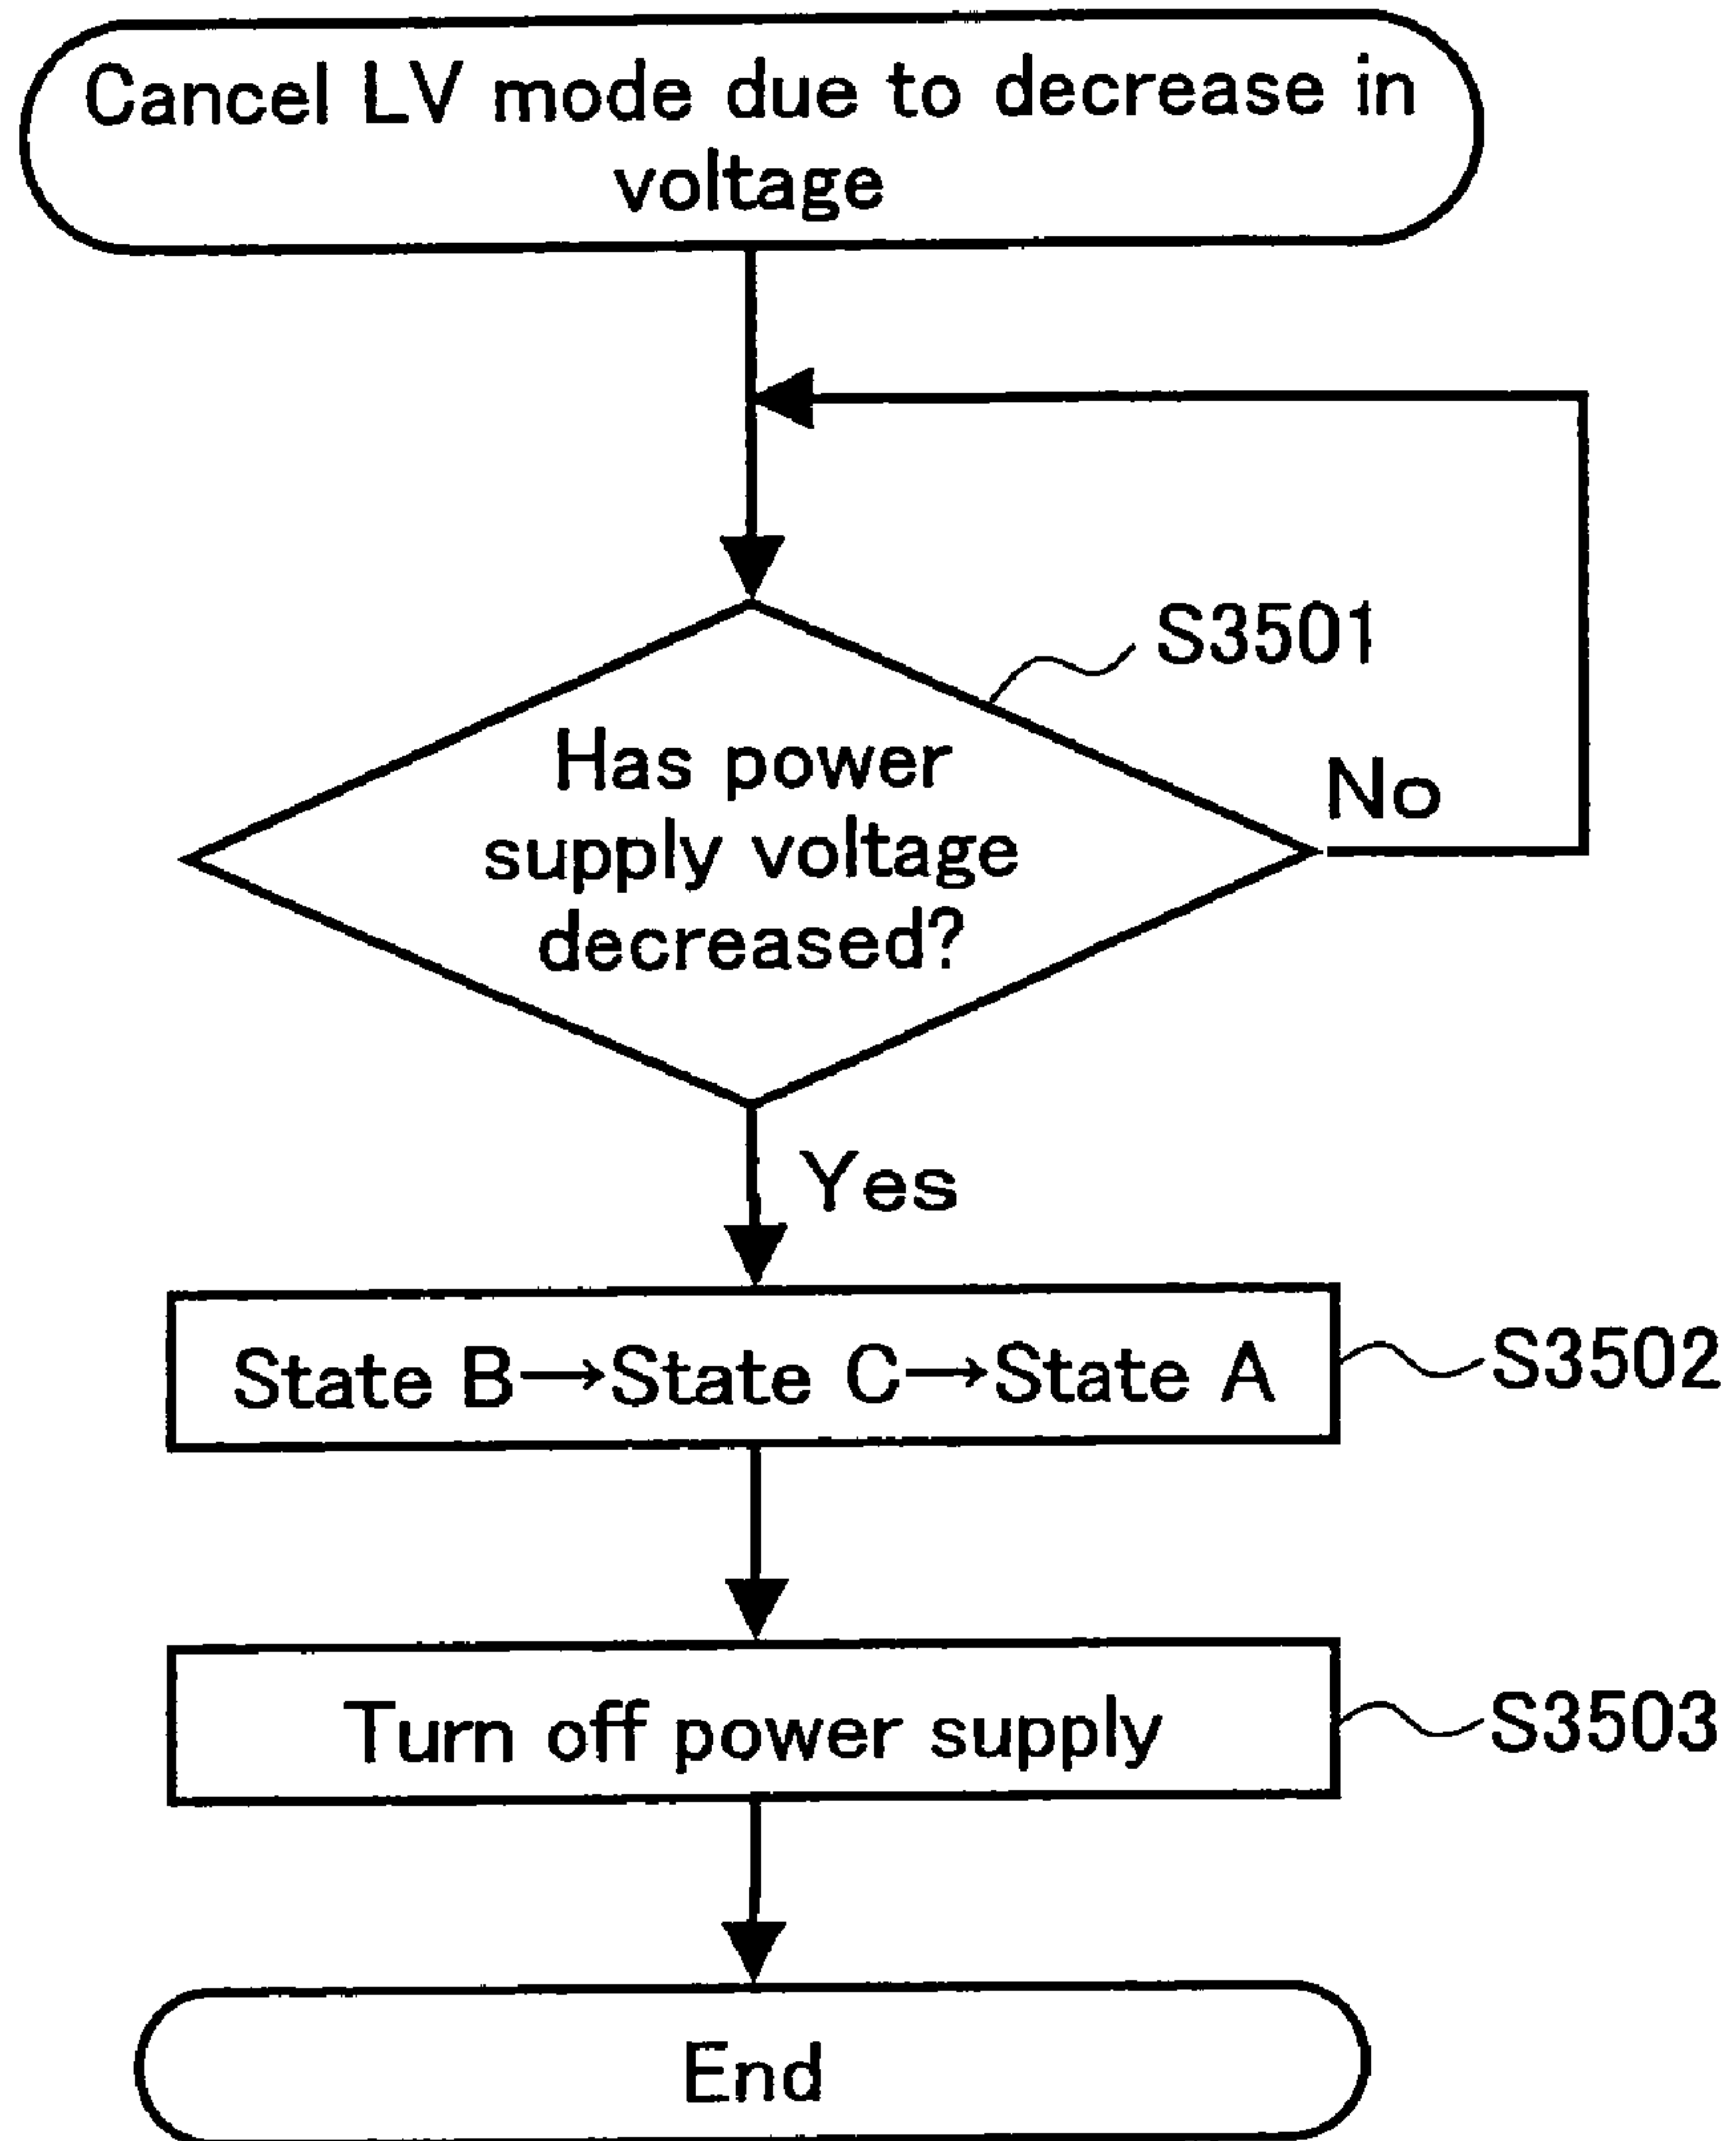 Cancel LV mode due to decrease in
voltage
S3501
Has power
supply voltage
decreased?
No
Yes
State B→State C→State A
S3502
Turn off power supply
S3503
End